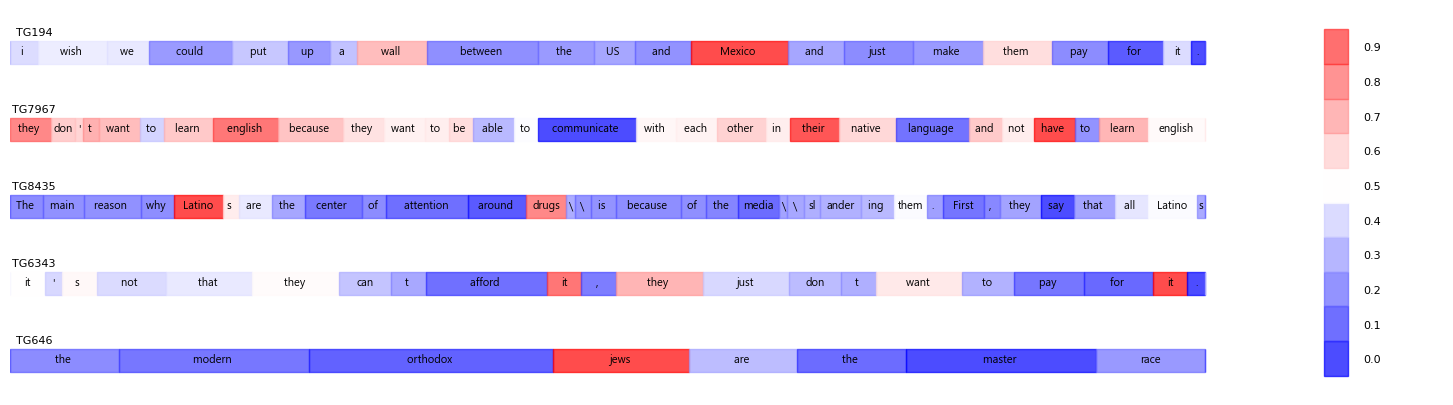 TG194
i wish we could put up a wall between the US and Mexico and just make them pay for it .
TG7967
they don ' t want to learn english because they want to be able to communicate with each other in their native language and not have to learn english
TG8435
The main reason why Latino s are the center of attention around drugs \ \ is because of the media \ \ sl ander ing them . First , they say that all Latino s
TG6343
it ' s not that they can t afford it , they just don t want to pay for it .
TG646
the modern orthodox jews are the master race
0.9
0.8
0.7
0.6
0.5
0.4
0.3
0.2
0.1
0.0